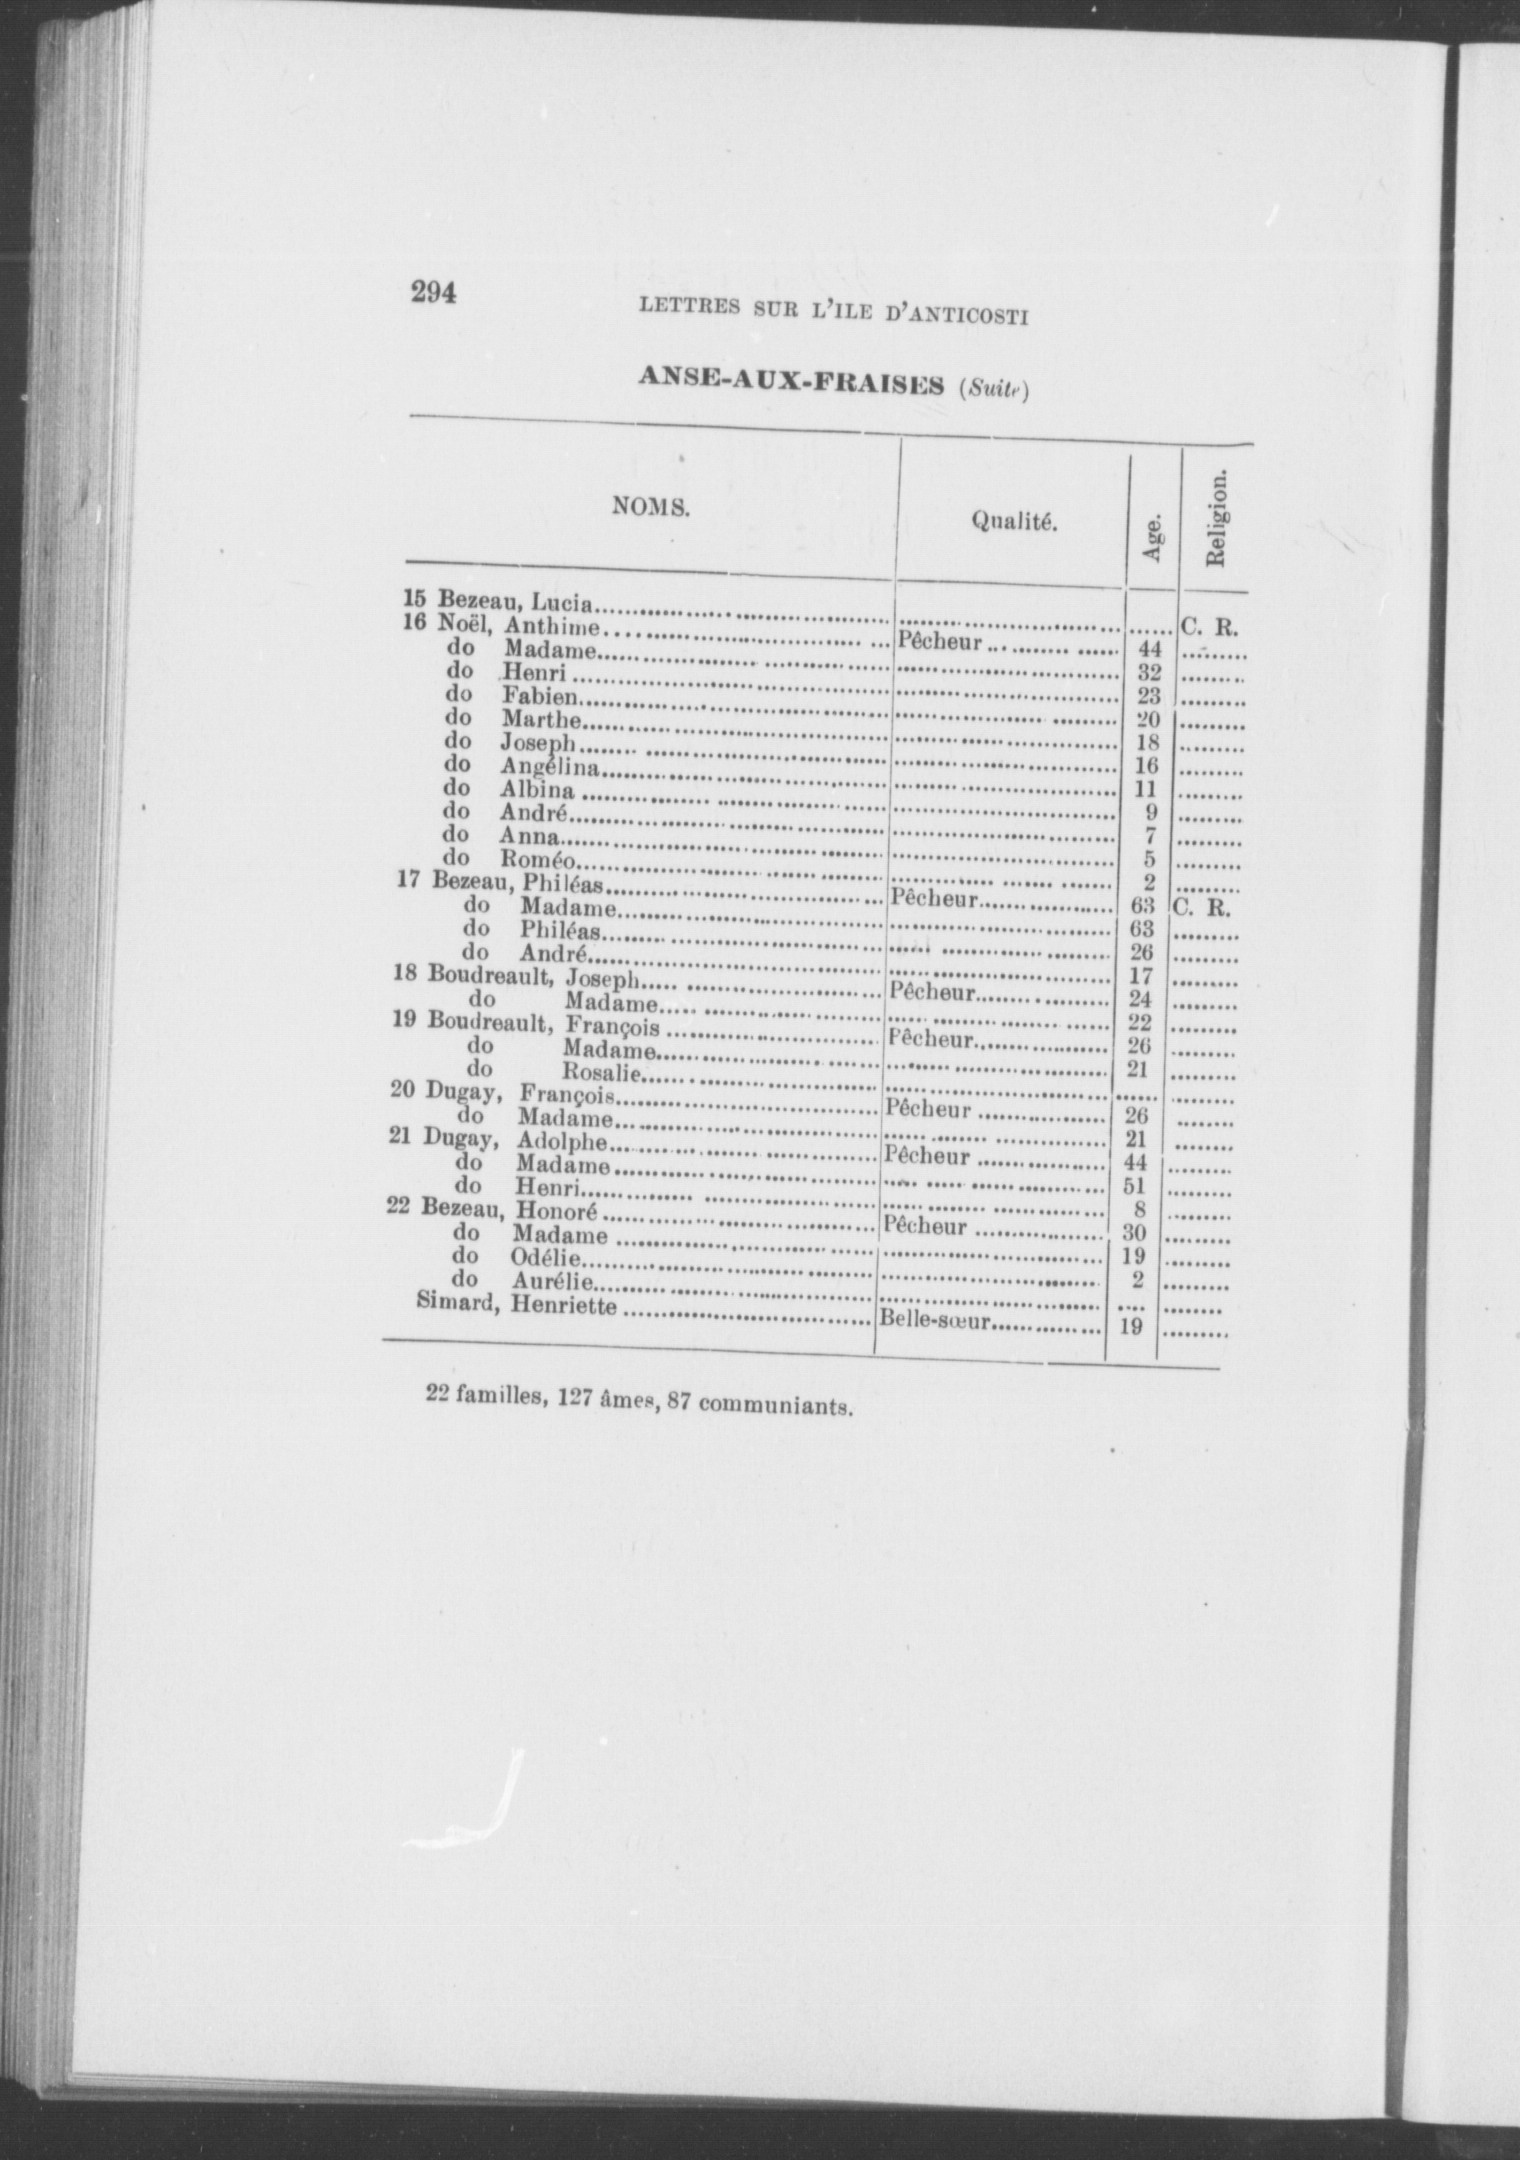 294
LETTRES SUR L'ILE D'ANTICOSTI
ANSE-AUX-FRAISES (Suite)
NOMS. Qualité. Age. Religion.
15 Bezeau, Lucia C. R.
16 Noël, Anthime Pêcheur 44
do Madame 32
do Henri 23
do Fabien 20
do Marthe 18
do Joseph 16
do Angélina 11
do Albina 9
do André 7
do Anna 5
do Roméo 2
17 Bezeau, Philéas Pêcheur 63 C. R.
do Madame 63
do Philéas 26
do André 17
18 Boudreault, Joseph Pêcheur 24
do Madame 22
19 Boudreault, François Pêcheur 26
do Madame 21
do Rosalie
20 Dugay, François Pêcheur 26
do Madame 21
21 Dugay, Adolphe Pêcheur 44
do Madame 51
do Henri 8
22 Bezeau, Honoré Pêcheur 30
do Madame 19
do Odélie 2
do Aurélie
Simard, Henriette Belle-sœur 19
22 familles, 127 âmes, 87 communiants.